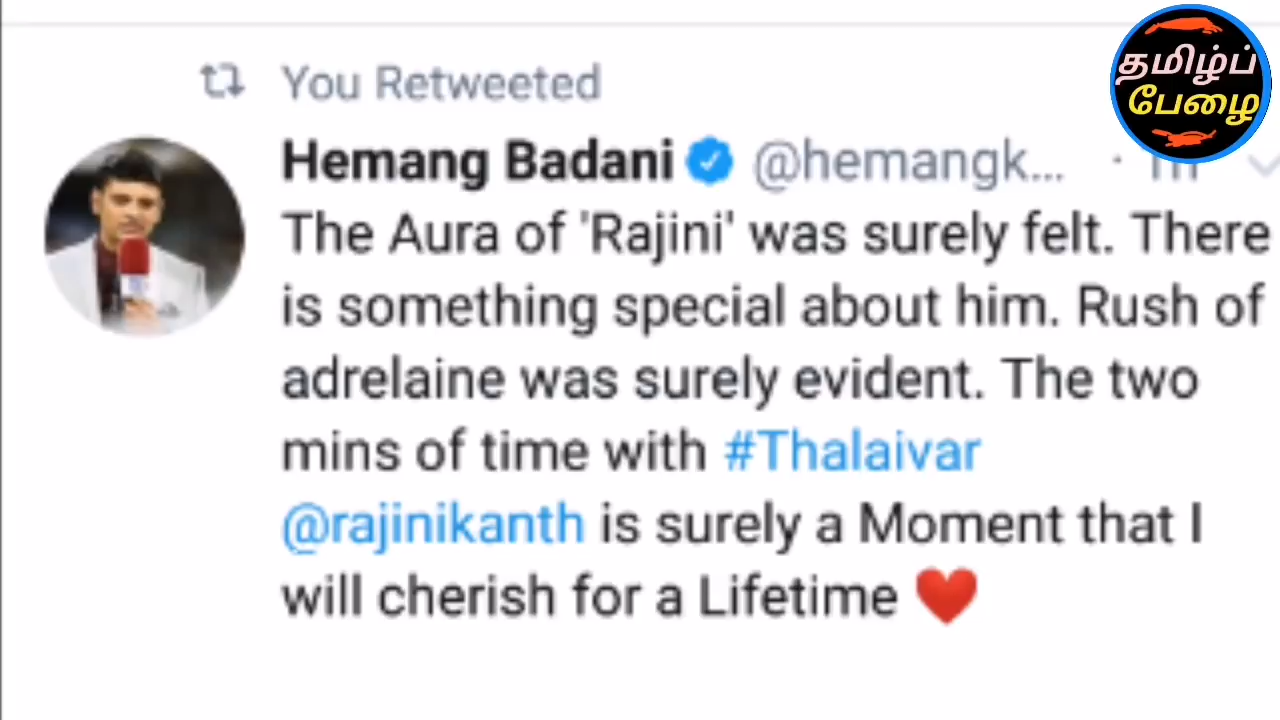 தமிழ்ப்
பேழை
You Retweeted
Hemang Badani @hemangk... ·
The Aura of 'Rajini' was surely felt. There
is something special about him. Rush of
adrelaine was surely evident. The two
mins of time with #Thalaivar
@rajinikanth is surely a Moment that I
will cherish for a Lifetime ❤️